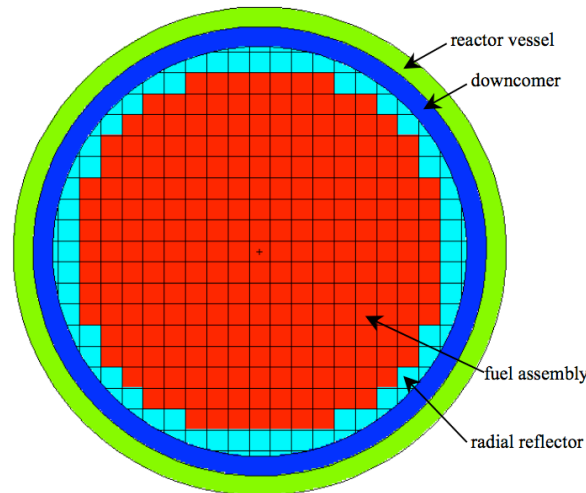 reactor vessel
downcomer
fuel assembly
radial reflector